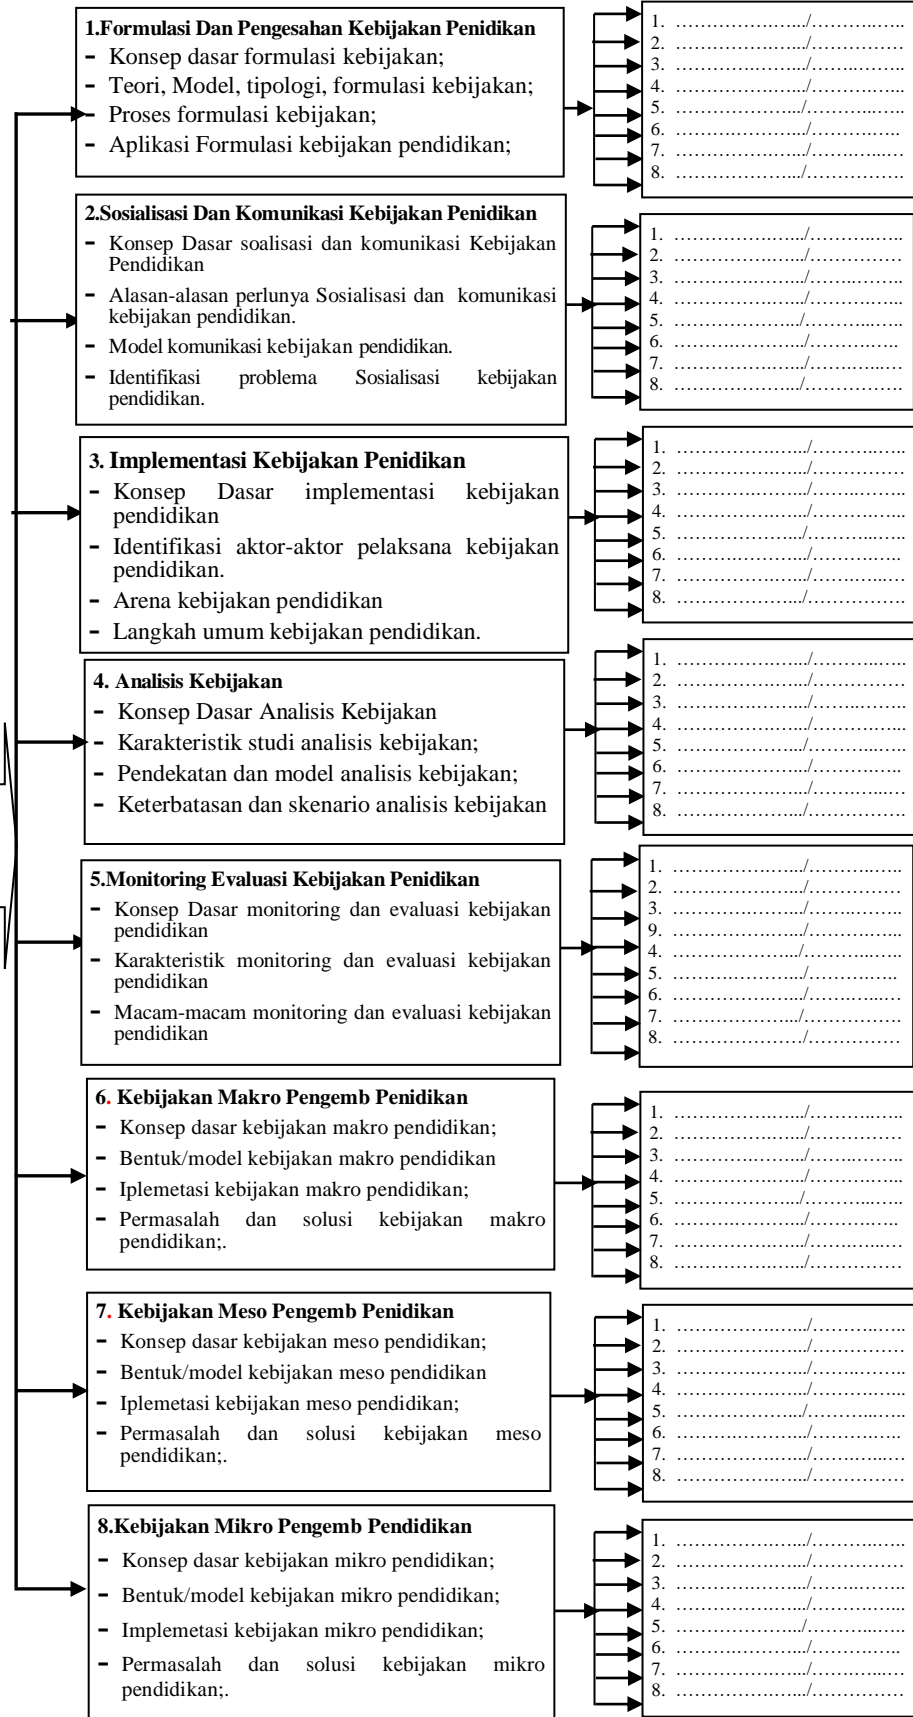 1.Formulasi Dan Pengesahan Kebijakan Penidikan
- Konsep dasar formulasi kebijakan;
- Teori, Model, tipologi, formulasi kebijakan;
- Proses formulasi kebijakan;
- Aplikasi Formulasi kebijakan pendidikan;
1. …………………../……………..
2. …………………../……………
3. …………………../……………..
4. …………………../……………..
5. …………………/……………..
6. …………………../…………..
7. …………………../……………..
8. …………………/……………
2.Sosialisasi Dan Komunikasi Kebijakan Penidikan
- Konsep Dasar soalisasi dan komunikasi Kebijakan
Pendidikan
- Alasan-alasan perlunya Sosialisasi dan komunikasi
kebijakan pendidikan.
- Model komunikasi kebijakan pendidikan.
- Identifikasi problema Sosialisasi kebijakan
pendidikan.
1. …………………../……………..
2. …………………../……………
3. …………………../……………..
4. …………………../……………..
5. …………………/……………..
6. …………………../…………..
7. …………………../……………..
8. …………………/……………
3. Implementasi Kebijakan Penidikan
- Konsep Dasar implementasi kebijakan
pendidikan
- Identifikasi aktor-aktor pelaksana kebijakan
pendidikan.
- Arena kebijakan pendidikan
- Langkah umum kebijakan pendidikan.
1. …………………../……………..
2. …………………../……………
3. …………………../……………..
4. …………………../……………..
5. …………………/……………..
6. …………………../…………..
7. …………………../……………..
8. …………………/……………
4. Analisis Kebijakan
- Konsep Dasar Analisis Kebijakan
- Karakteristik studi analisis kebijakan;
- Pendekatan dan model analisis kebijakan;
- Keterbatasan dan skenario analisis kebijakan
1. …………………../……………..
2. …………………../……………
3. …………………../……………..
4. …………………../……………..
5. …………………/……………..
6. …………………../…………..
7. …………………../……………..
8. …………………/……………
5.Monitoring Evaluasi Kebijakan Penidikan
- Konsep Dasar monitoring dan evaluasi kebijakan
pendidikan
- Karakteristik monitoring dan evaluasi kebijakan
pendidikan
- Macam-macam monitoring dan evaluasi kebijakan
pendidikan
1. …………………../……………..
2. …………………../……………
3. …………………../……………..
9. …………………../……………..
4. …………………/……………..
5. …………………../…………..
6. …………………../……………..
7. …………………/……………
8. …………………../……………
6. Kebijakan Makro Pengemb Penidikan
- Konsep dasar kebijakan makro pendidikan;
- Bentuk/model kebijakan makro pendidikan
- Iplemetasi kebijakan makro pendidikan;
- Permasalah dan solusi kebijakan makro
pendidikan;.
1. …………………../……………..
2. …………………../……………
3. …………………../……………..
4. …………………../……………..
5. …………………/……………..
6. …………………../…………..
7. …………………../……………..
8. …………………../……………
7. Kebijakan Meso Pengemb Penidikan
- Konsep dasar kebijakan meso pendidikan;
- Bentuk/model kebijakan meso pendidikan
- Iplemetasi kebijakan meso pendidikan;
- Permasalah dan solusi kebijakan meso
pendidikan;.
1. …………………../……………..
2. …………………../……………
3. …………………../……………..
4. …………………../……………..
5. …………………/……………..
6. …………………../…………..
7. …………………../……………..
8. …………………../……………
8.Kebijakan Mikro Pengemb Pendidikan
- Konsep dasar kebijakan mikro pendidikan;
- Bentuk/model kebijakan mikro pendidikan;
- Implemetasi kebijakan mikro pendidikan;
- Permasalah dan solusi kebijakan mikro
pendidikan;.
1. …………………../……………..
2. …………………../……………
3. …………………../……………..
4. …………………../……………..
5. …………………/……………..
6. …………………../…………..
7. …………………../……………..
8. …………………../……………